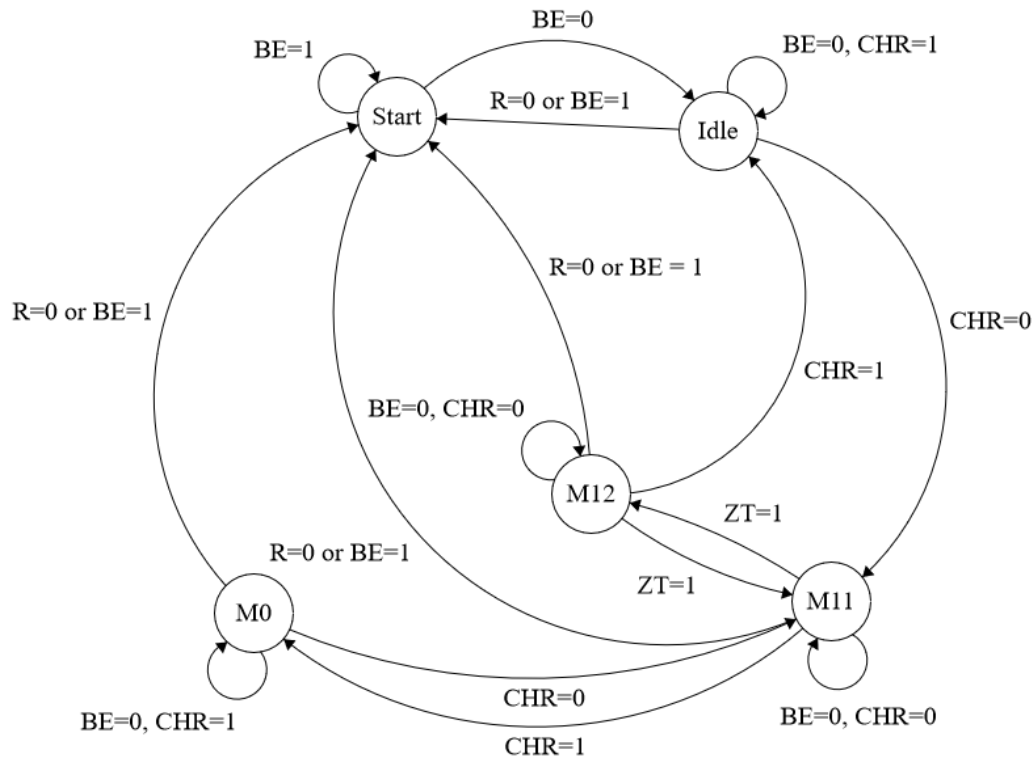 BE=0
BE=1
BE=0, CHR=1
R=0 or BE=1
Start
Idle
R=0 or BE = 1
R=0 or BE=1
CHR=0
CHR=1
BE=0, CHR=0
M12
ZT=1
R=0 or BE=1
ZT=1
M0
M11
CHR=0
BE=0, CHR=1
BE=0, CHR=0
CHR=1